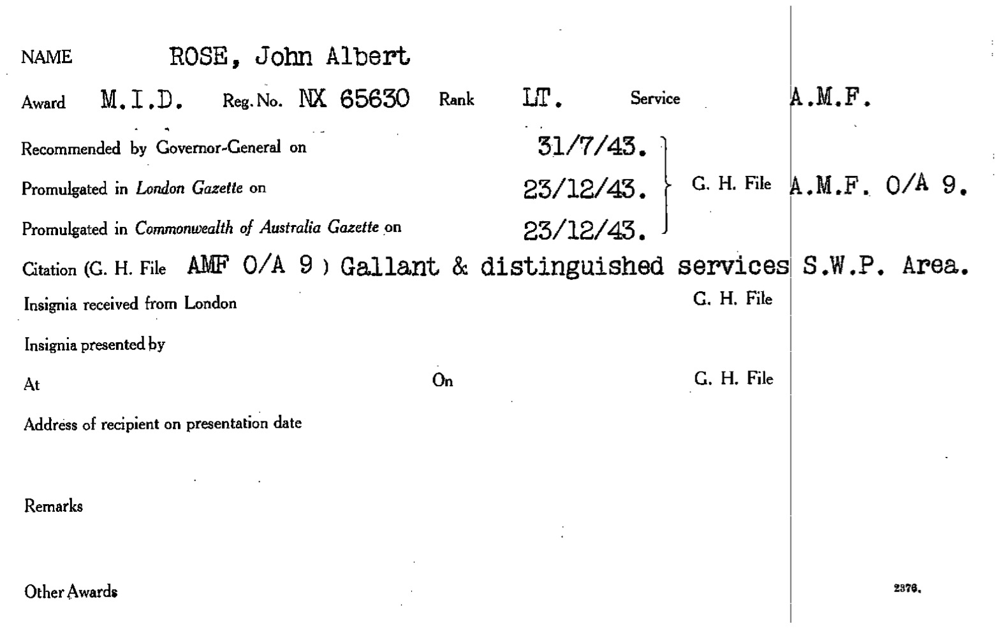 NAME ROSE, John Albert
Award M.I.D. Reg. No. NX 65630 Rank LT. Service A.M.F.
Recommended by Governor-General on 31/7/43.
Promulgated in London Gazette on 23/12/43. G. H. File A.M.F. O/A 9.
Promulgated in Commonwealth of Australia Gazette on 23/12/43.
Citation (G. H. File AMF O/A 9 ) Gallant & distinguished services S.W.P. Area.
Insignia received from London G. H. File
Insignia presented by
At On G. H. File
Address of recipient on presentation date
Remarks
Other Awards 2376.